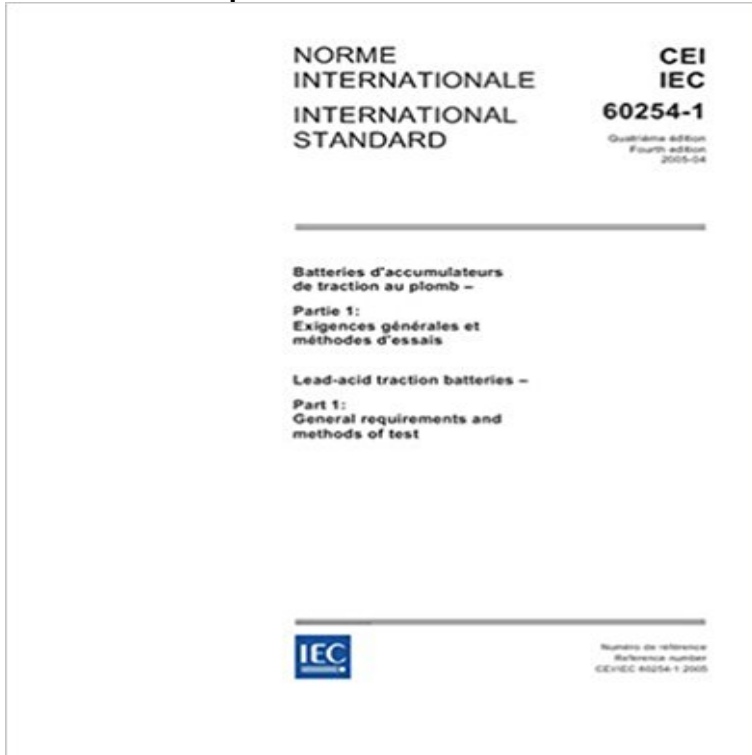 NORME
INTERNATIONALE
INTERNATIONAL
STANDARD
CEI
IEC
60254-1
Quatrième édition
Fourth edition
2005-04
Batteries d'accumulateurs
de traction au plomb –
Partie 1:
Exigences générales et
méthodes d'essais
Lead-acid traction batteries –
Part 1:
General requirements and
methods of test
IEC
Numéro de référence
Reference number
CEI/IEC 60254-1:2005